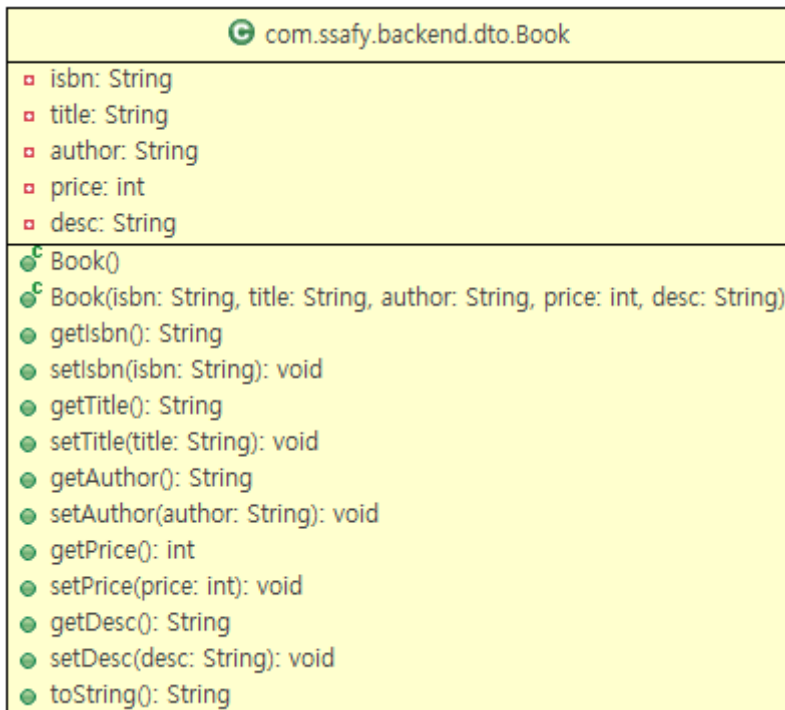 C com.ssafy.backend.dto.Book
isbn: String
title: String
author: String
price: int
desc: String
C Book()
C Book(isbn: String, title: String, author: String, price: int, desc: String)
getIsbn(): String
setIsbn(isbn: String): void
getTitle(): String
setTitle(title: String): void
getAuthor(): String
setAuthor(author: String): void
getPrice(): int
setPrice(price: int): void
getDesc(): String
setDesc(desc: String): void
toString(): String